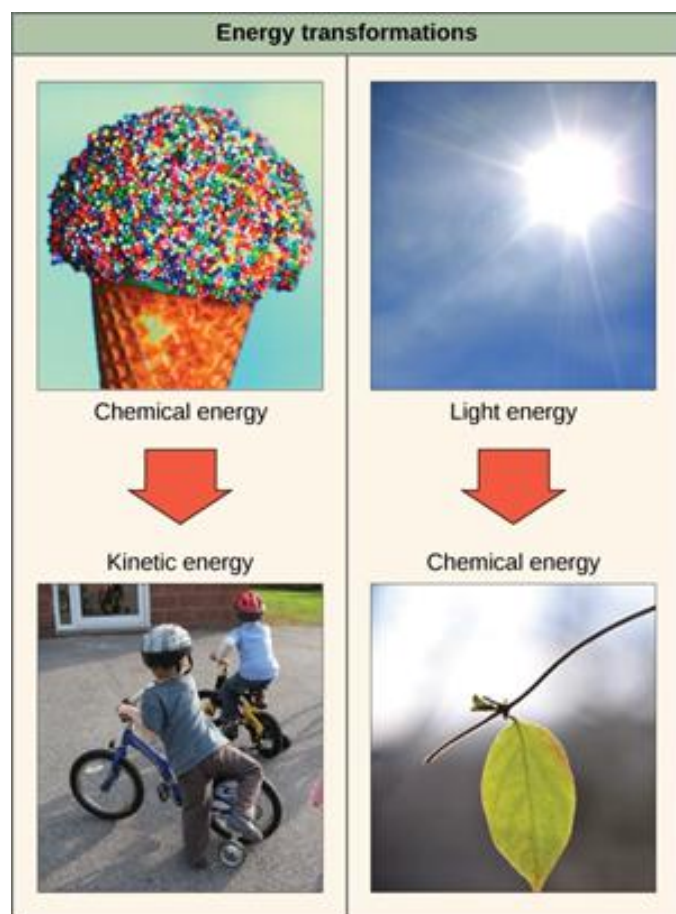 Energy transformations
Chemical energy
Kinetic energy
Light energy
Chemical energy